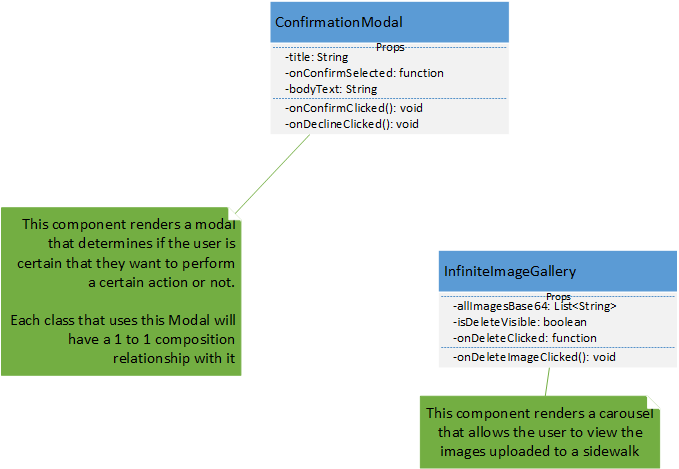 ConfirmationModal
Props
-title: String
-onConfirmSelected: function
-bodyText: String
-onConfirmClicked(): void
-onDeclineClicked(): void
This component renders a modal
that determines if the user is
certain that they want to perform
a certain action or not.
Each class that uses this Modal will
have a 1 to 1 composition
relationship with it
InfiniteImageGallery
Props
-allImagesBase64: List<String>
-isDeleteVisible: boolean
-onDeleteClicked: function
-onDeleteImageClicked(): void
This component renders a carousel
that allows the user to view the
images uploaded to a sidewalk